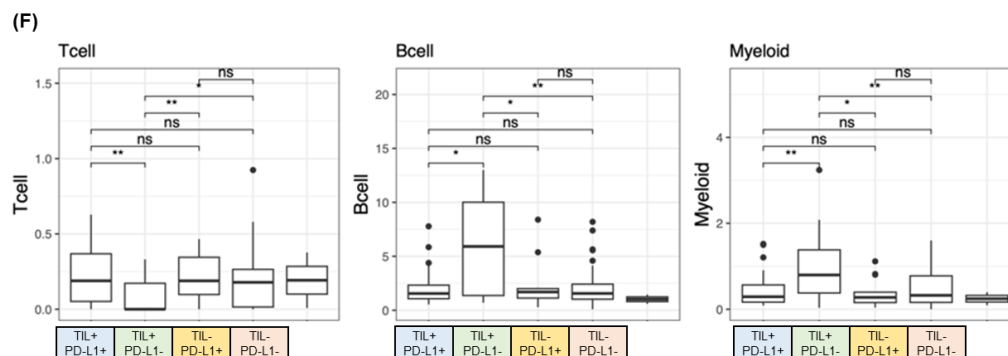 (F)
Tcell
Bcell
Myeloid
ns
*
**
ns
ns
**
1.5
1.0
0.5
0.0
Tcell
TIL+ PD-L1+
TIL+ PD-L1-
TIL- PD-L1+
TIL- PD-L1-
ns
**
*
ns
ns
*
20
15
10
5
0
Bcell
TIL+ PD-L1+
TIL+ PD-L1-
TIL- PD-L1+
TIL- PD-L1-
ns
**
*
ns
ns
**
4
2
0
Myeloid
TIL+ PD-L1+
TIL+ PD-L1-
TIL- PD-L1+
TIL- PD-L1-